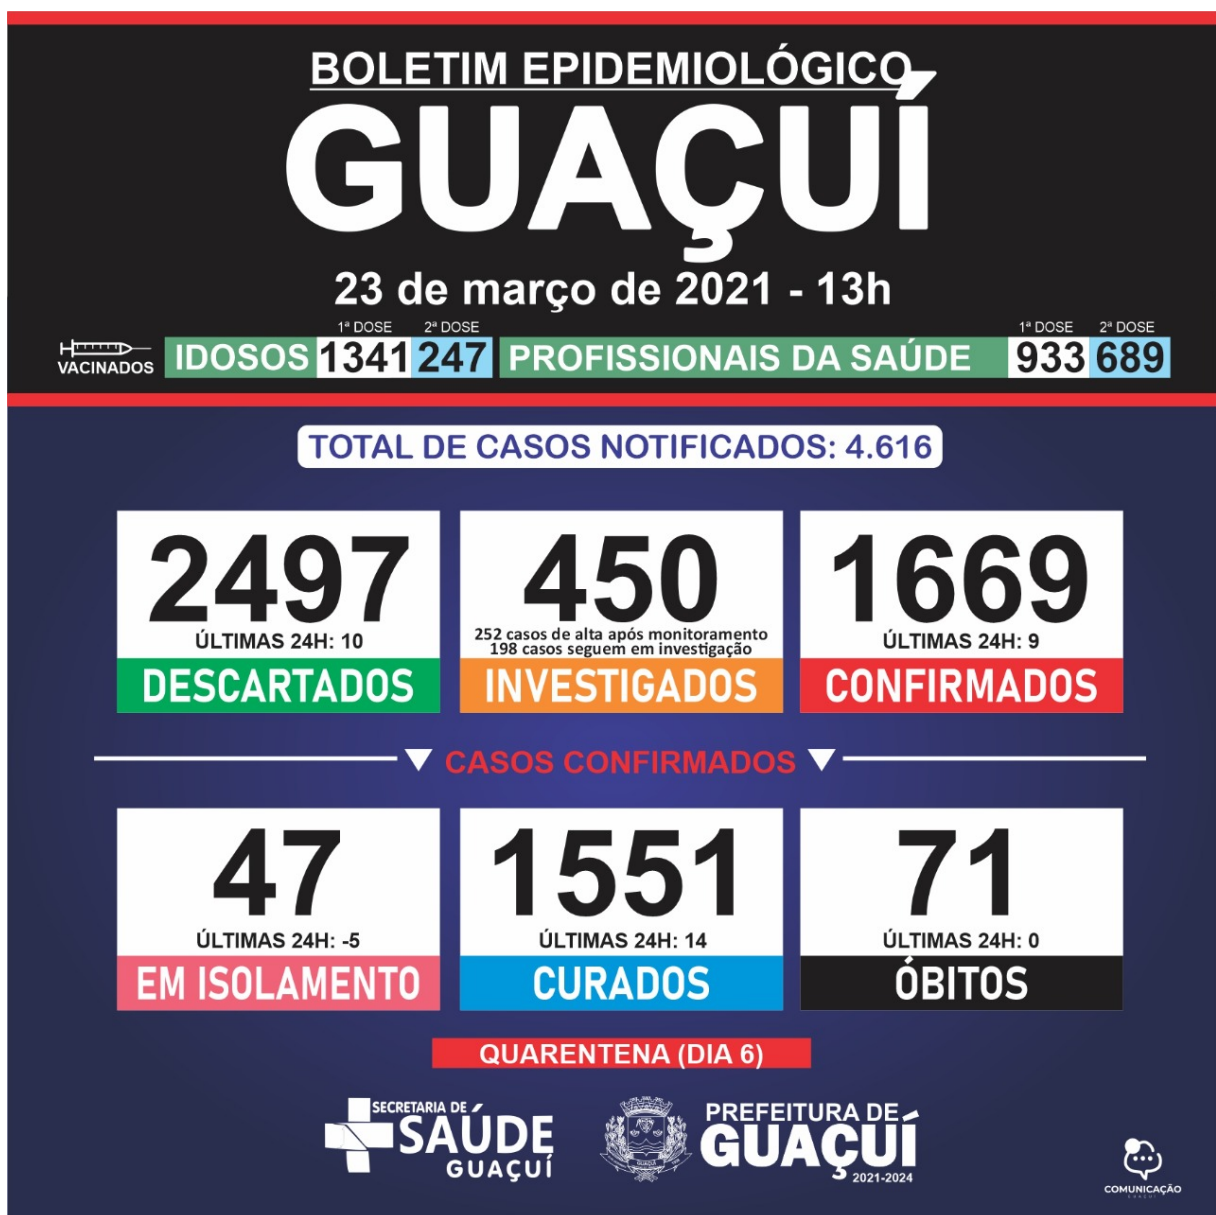 BOLETIM EPIDEMIOLÓGICO
GUAÇUÍ
23 de março de 2021 - 13h
1ª DOSE 2ª DOSE 1ª DOSE 2ª DOSE
VACINADOS IDOSOS 1341 247 PROFISSIONAIS DA SAÚDE 933 689
TOTAL DE CASOS NOTIFICADOS: 4.616
2497
ÚLTIMAS 24H: 10
DESCARTADOS
450
252 casos de alta após monitoramento
198 casos seguem em investigação
INVESTIGADOS
1669
ÚLTIMAS 24H: 9
CONFIRMADOS
CASOS CONFIRMADOS
47
ÚLTIMAS 24H: -5
EM ISOLAMENTO
1551
ÚLTIMAS 24H: 14
CURADOS
71
ÚLTIMAS 24H: 0
ÓBITOS
QUARENTENA (DIA 6)
SECRETARIA DE
SAÚDE
GUAÇUÍ
PREFEITURA DE
GUAÇUÍ
2021-2024
COMUNICAÇÃO
GUAÇUÍ